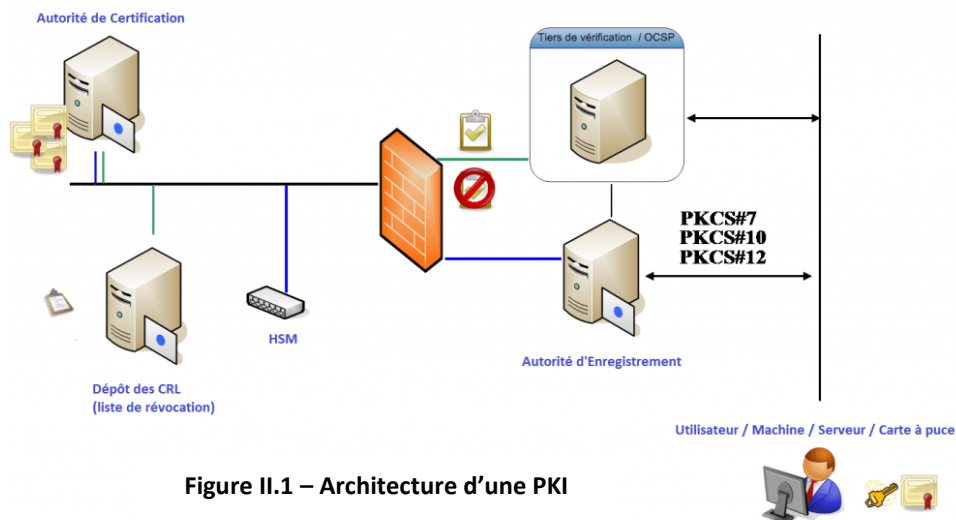 Autorité de Certification
Tiers de vérification / OCSP
PKCS#7
PKCS#10
PKCS#12
HSM
Autorité d'Enregistrement
Dépôt des CRL
(liste de révocation)
Utilisateur / Machine / Serveur / Carte à puce
Figure II.1 – Architecture d’une PKI